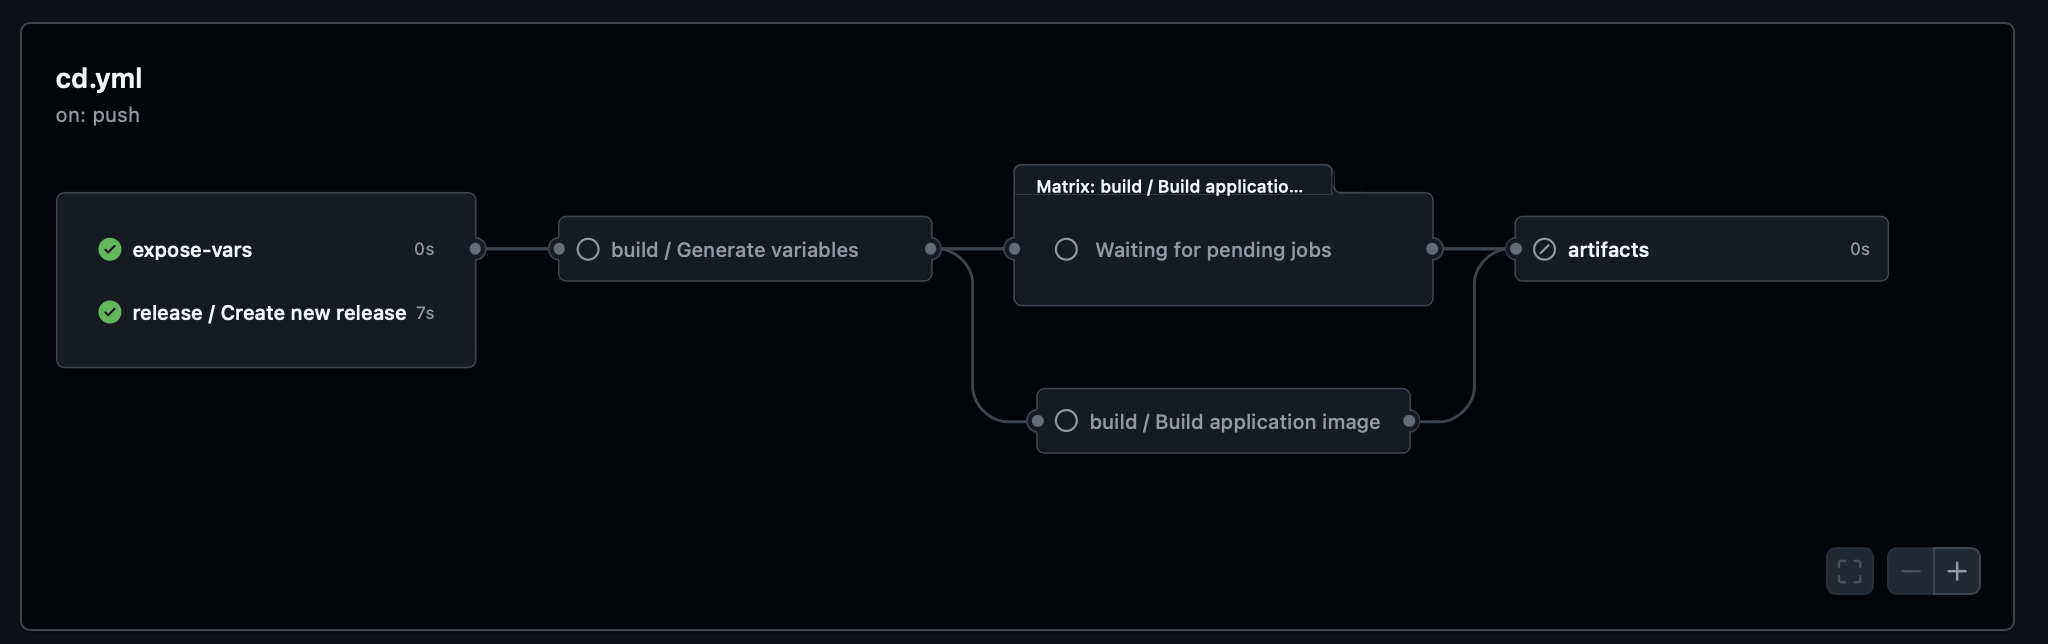 cd.yml
on: push
expose-vars 0s
release / Create new release 7s
build / Generate variables
Matrix: build / Build applicatio...
Waiting for pending jobs
build / Build application image
artifacts 0s